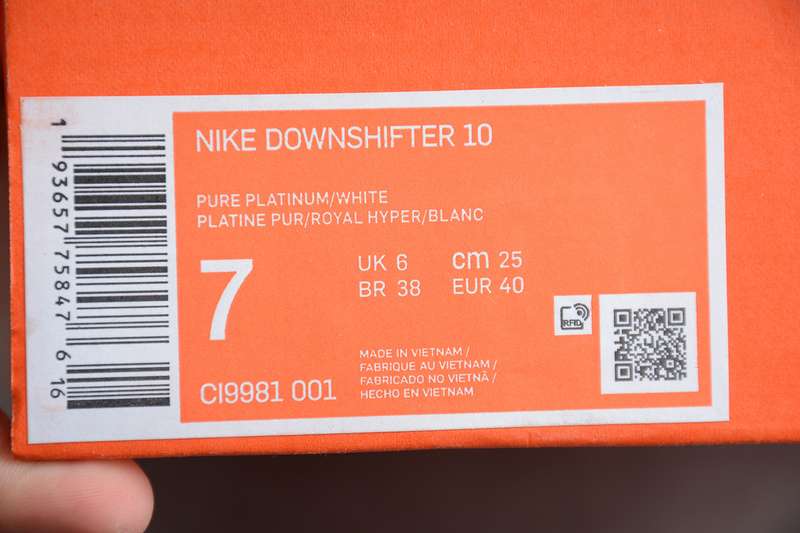 NIKE DOWNSHIFTER 10
PURE PLATINUM/WHITE
PLATINE PUR/ROYAL HYPER/BLANC
7
UK 6
cm 25
BR 38
EUR 40
CI9981 001
MADE IN VIETNAM /
FABRIQUE AU VIETNAM /
FABRICADO NO VIETNÃ /
HECHO EN VIETNAM
RFID
1 93657 75847 6 16